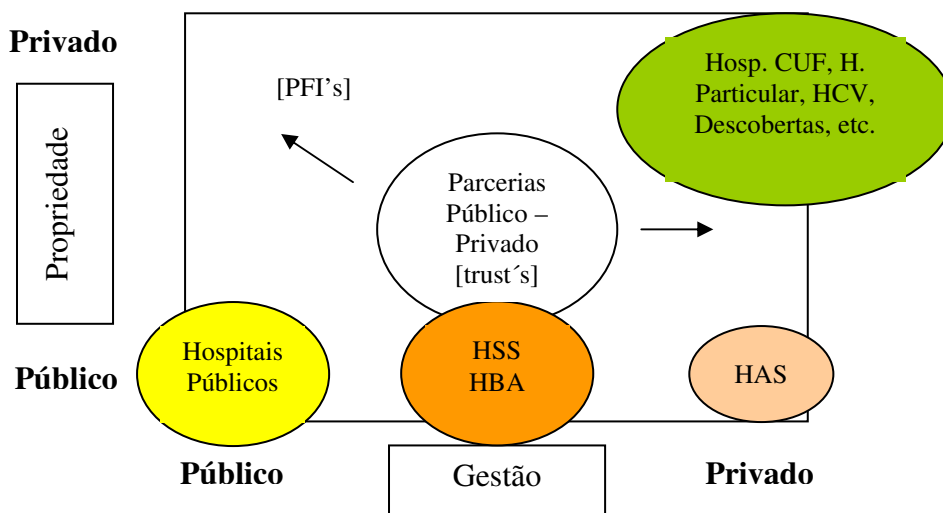 Privado
Hosp. CUF, H.
Particular, HCV,
Descobertas, etc.
[PFI's]
Propriedade
Parcerias
Público –
Privado
[trust´s]
Hospitais
Públicos
HSS
HBA
HAS
Público
Público
Gestão
Privado